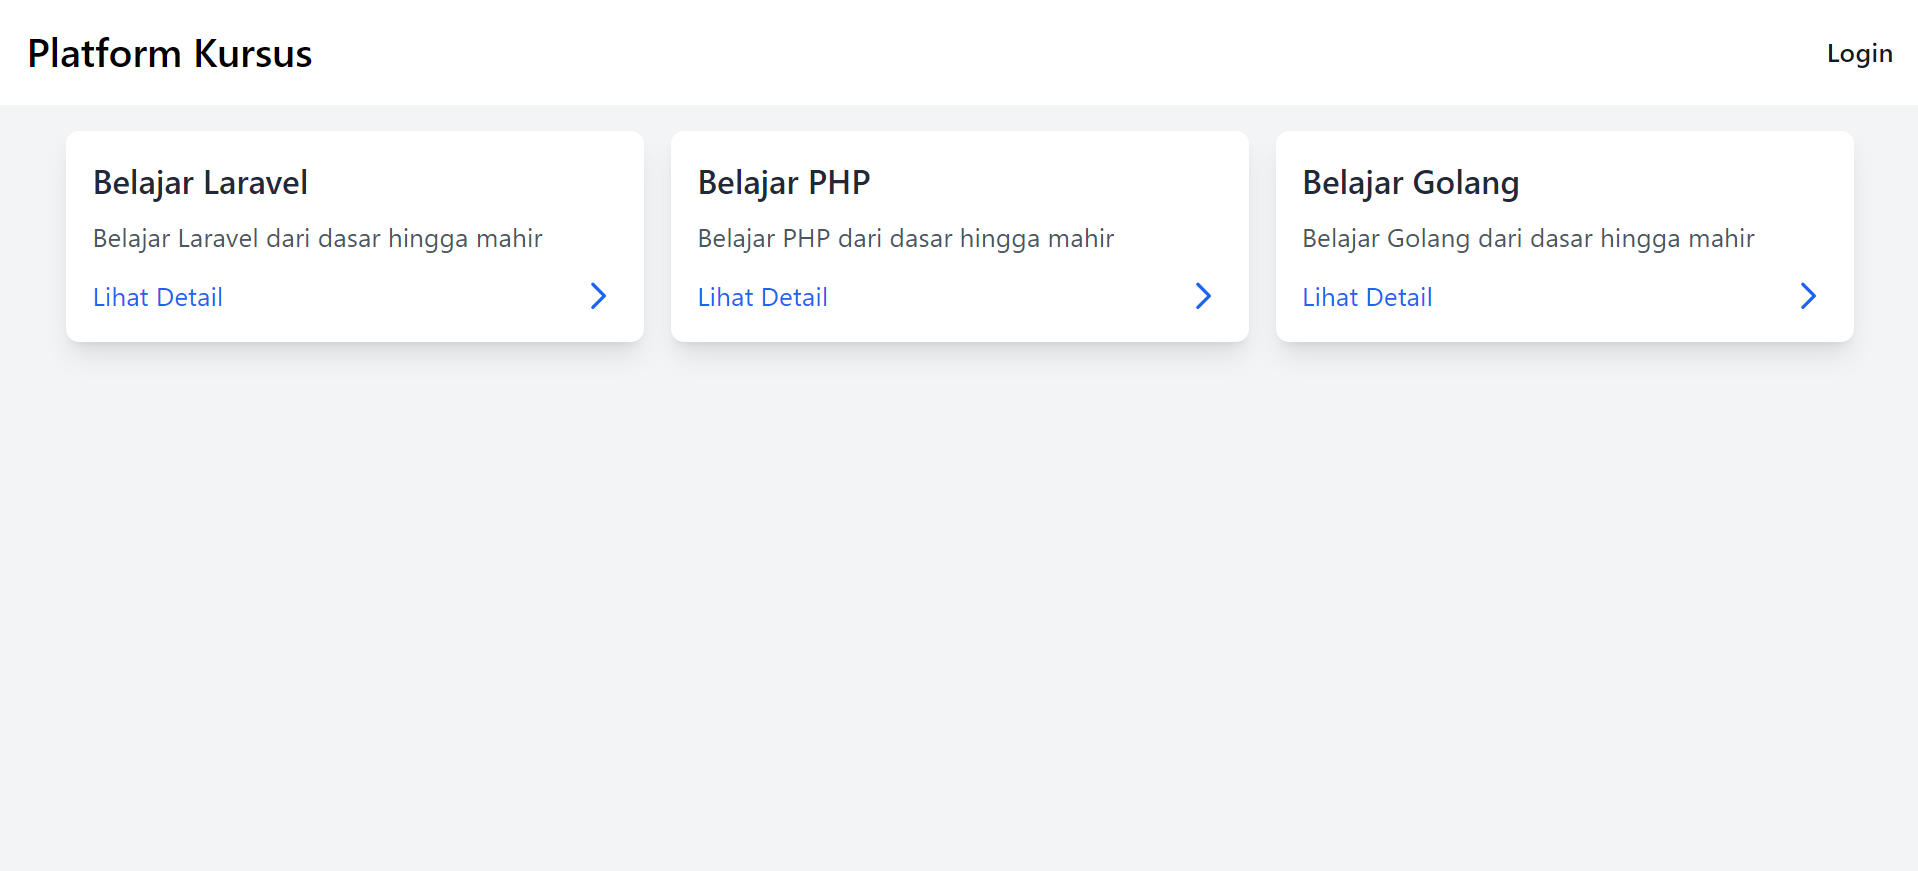 Platform Kursus
Login
Belajar Laravel
Belajar Laravel dari dasar hingga mahir
Lihat Detail
Belajar PHP
Belajar PHP dari dasar hingga mahir
Lihat Detail
Belajar Golang
Belajar Golang dari dasar hingga mahir
Lihat Detail